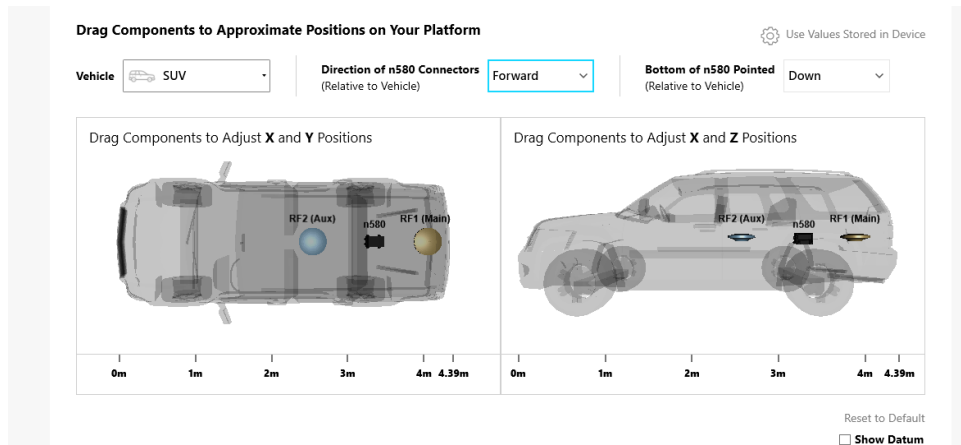 Drag Components to Approximate Positions on Your Platform
Use Values Stored in Device
Vehicle SUV
Direction of n580 Connectors
(Relative to Vehicle)
Forward
Bottom of n580 Pointed
(Relative to Vehicle)
Down
Drag Components to Adjust X and Y Positions
RF2 (Aux)
n580
RF1 (Main)
0m 1m 2m 3m 4m 4.39m
Drag Components to Adjust X and Z Positions
RF2 (Aux)
n580
RF1 (Main)
0m 1m 2m 3m 4m 4.39m
Reset to Default
Show Datum